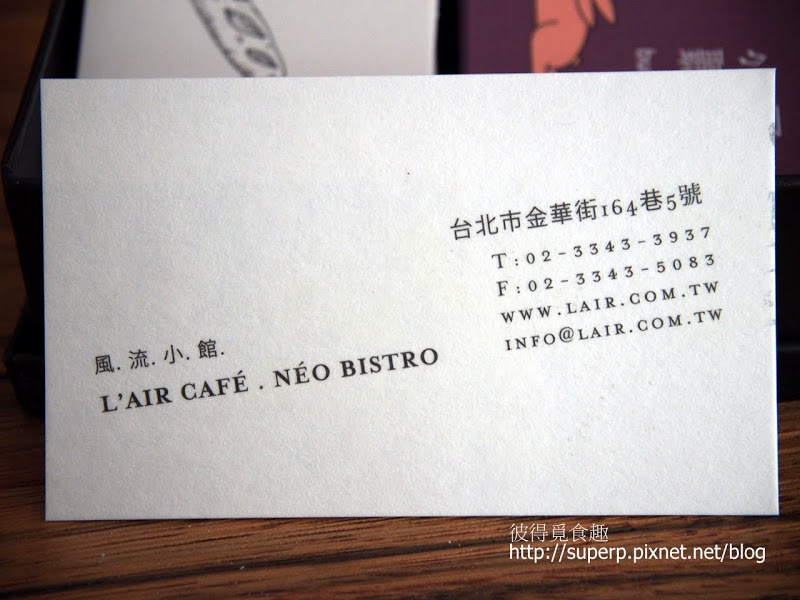 台北市金華街164巷5號
T:02-3343-3937
F:02-3343-5083
WWW.LAIR.COM.TW
INFO@LAIR.COM.TW
風.流.小.館.
L'AIR CAFÉ . NÉO BISTRO
彼得覓食趣
http://superp.pixnet.net/blog